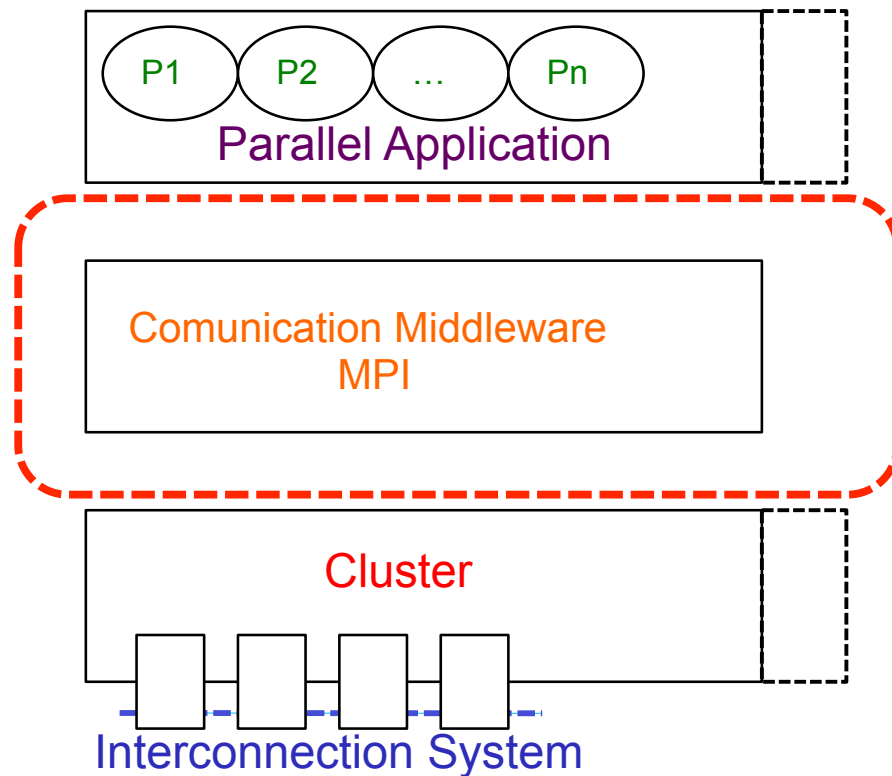 P1 P2 … Pn
Parallel Application
Comunication Middleware
MPI
Cluster
Interconnection System